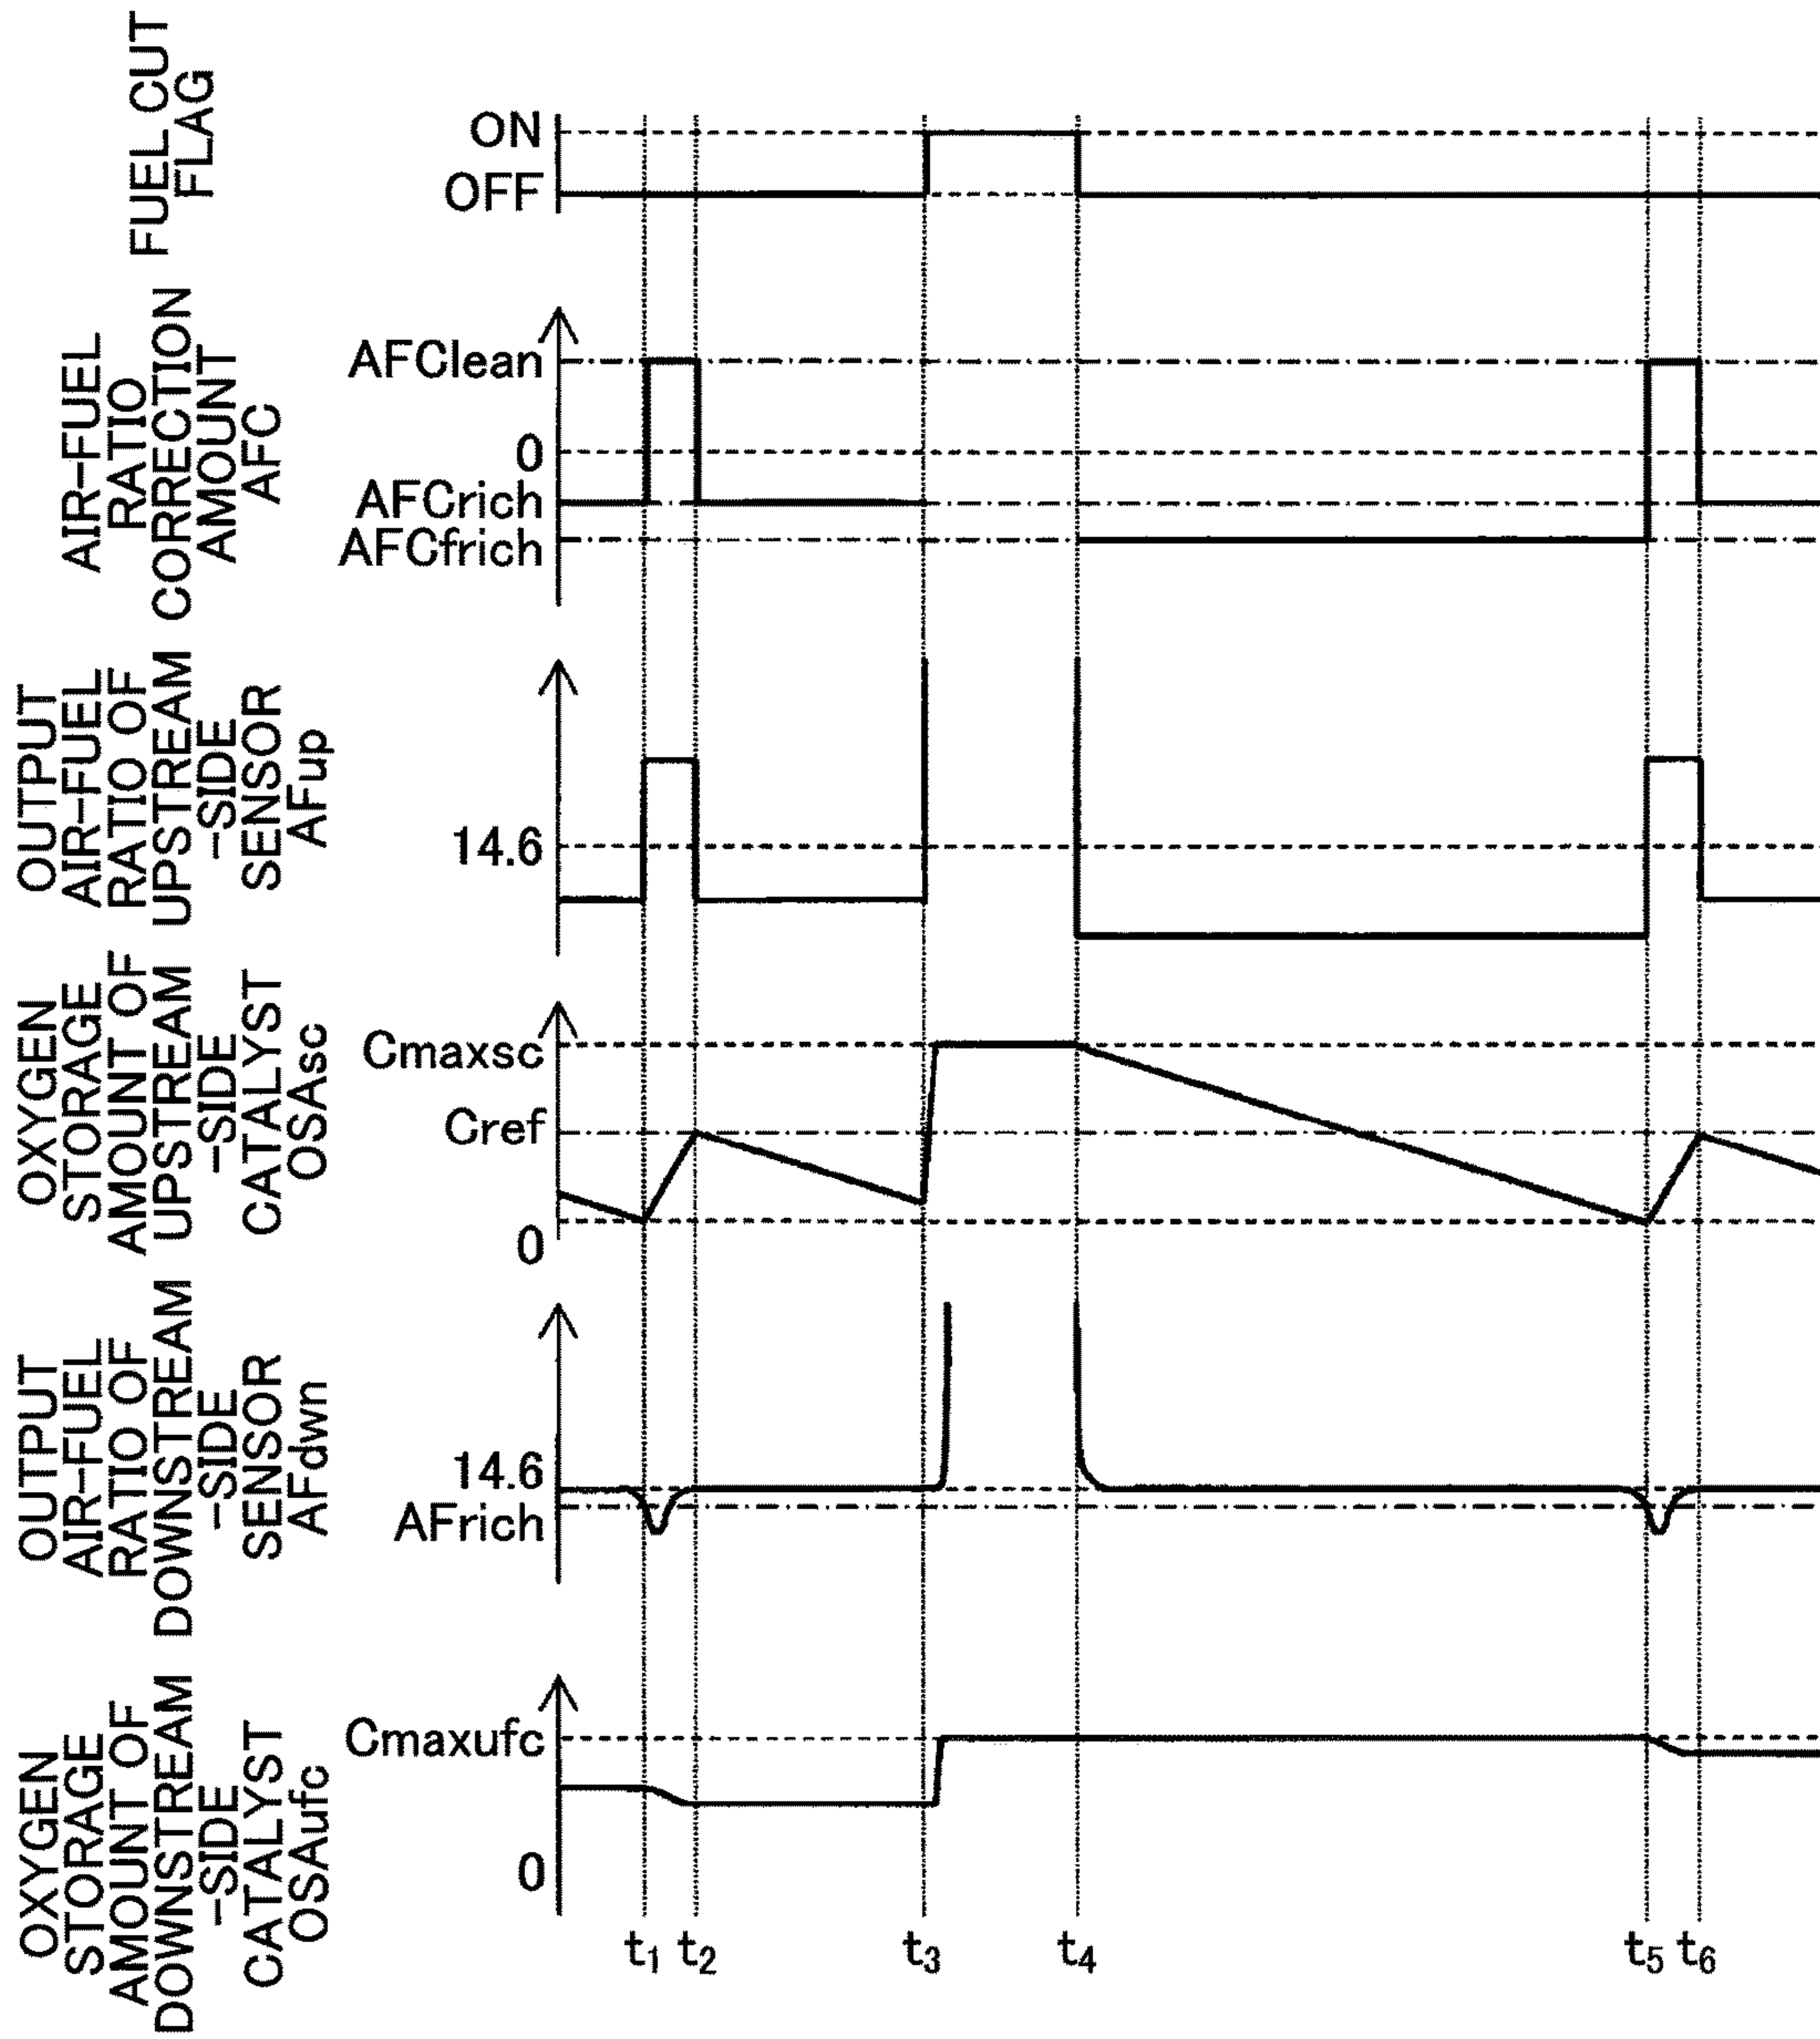 FUEL CUT
FLAG
ON
OFF
AIR-FUEL
RATIO
CORRECTION
AMOUNT
AFC
AFClean
0
AFCrich
AFCfrich
OUTPUT
AIR-FUEL
RATIO OF
UPSTREAM
-SIDE
SENSOR
AFup
14.6
OXYGEN
STORAGE
AMOUNT OF
UPSTREAM
-SIDE
CATALYST
OSAsc
Cmaxsc
Cref
0
OUTPUT
AIR-FUEL
RATIO OF
DOWNSTREAM
-SIDE
SENSOR
AFdwn
14.6
AFrich
OXYGEN
STORAGE
AMOUNT OF
DOWNSTREAM
-SIDE
CATALYST
OSAufc
Cmaxufc
0
t1 t2 t3 t4 t5 t6